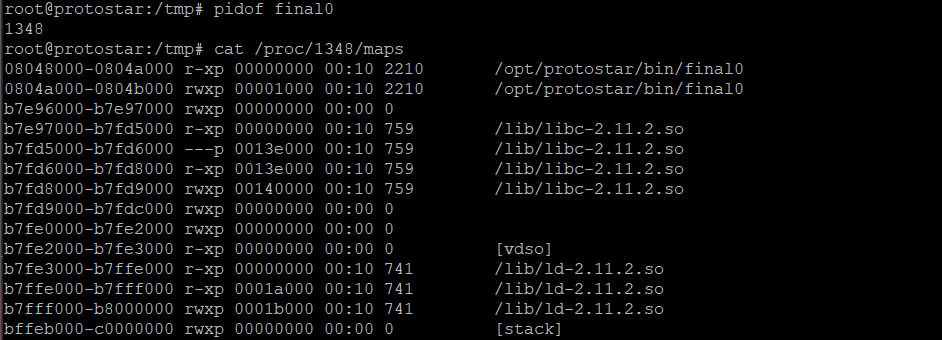 root@protostar:/tmp# pidof final0
1348
root@protostar:/tmp# cat /proc/1348/maps
08048000-0804a000 r-xp 00000000 00:10 2210       /opt/protostar/bin/final0
0804a000-0804b000 rwxp 00001000 00:10 2210       /opt/protostar/bin/final0
b7e96000-b7e97000 rwxp 00000000 00:00 0
b7e97000-b7fd5000 r-xp 00000000 00:10 759        /lib/libc-2.11.2.so
b7fd5000-b7fd6000 ---p 0013e000 00:10 759        /lib/libc-2.11.2.so
b7fd6000-b7fd8000 r-xp 0013e000 00:10 759        /lib/libc-2.11.2.so
b7fd8000-b7fd9000 rwxp 00140000 00:10 759        /lib/libc-2.11.2.so
b7fd9000-b7fdc000 rwxp 00000000 00:00 0
b7fe0000-b7fe2000 rwxp 00000000 00:00 0
b7fe2000-b7fe3000 r-xp 00000000 00:00 0          [vdso]
b7fe3000-b7ffe000 r-xp 00000000 00:10 741        /lib/ld-2.11.2.so
b7ffe000-b7fff000 r-xp 0001a000 00:10 741        /lib/ld-2.11.2.so
b7fff000-b8000000 rwxp 0001b000 00:10 741        /lib/ld-2.11.2.so
bffeb000-c0000000 rwxp 00000000 00:00 0          [stack]